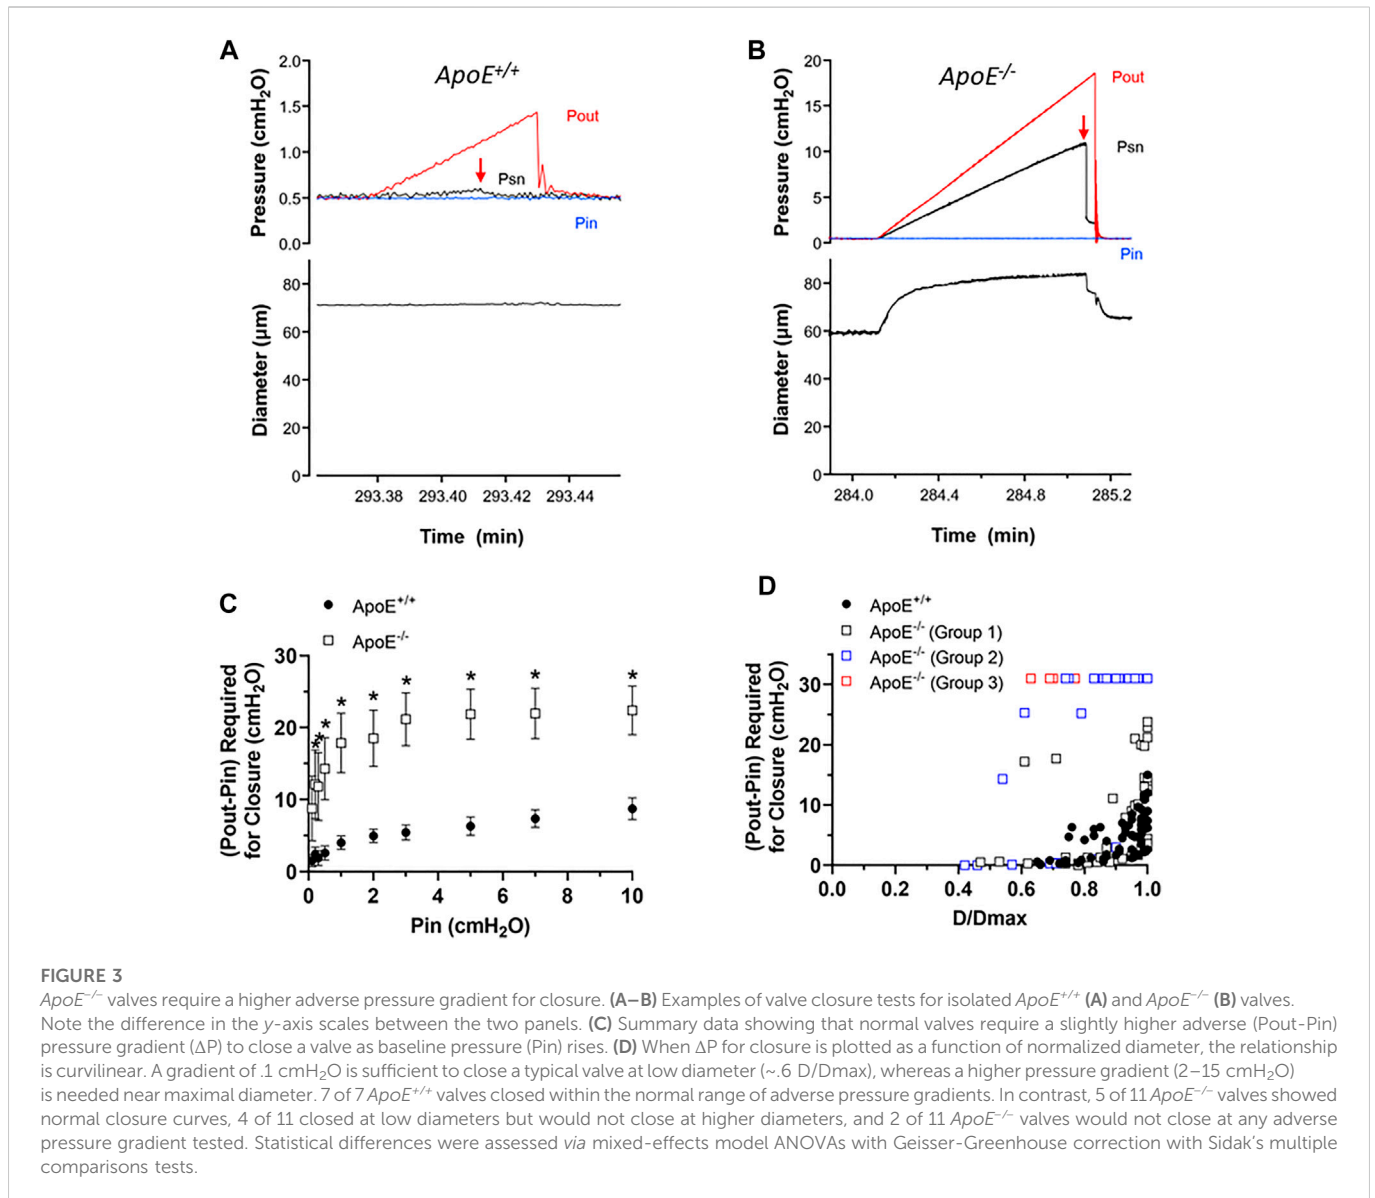 A
ApoE+/+
Pressure (cmH2O)
2.0
1.5
1.0
0.5
0.0
Pout
Psn
Pin
Diameter (µm)
80
60
40
20
0
293.38 293.40 293.42 293.44
Time (min)
B
ApoE-/-
Pressure (cmH2O)
20
15
10
5
0
Pout
Psn
Pin
Diameter (µm)
80
60
40
20
0
284.0 284.4 284.8 285.2
Time (min)
C
ApoE+/+
ApoE-/-
(Pout-Pin) Required
for Closure (cmH2O)
30
20
10
0
* * * * * * * * *
0 2 4 6 8 10
Pin (cmH2O)
D
ApoE+/+
ApoE-/- (Group 1)
ApoE-/- (Group 2)
ApoE-/- (Group 3)
(Pout-Pin) Required
for Closure (cmH2O)
30
20
10
0
0.0 0.2 0.4 0.6 0.8 1.0
D/Dmax
FIGURE 3
ApoE−/− valves require a higher adverse pressure gradient for closure. (A–B) Examples of valve closure tests for isolated ApoE+/+ (A) and ApoE−/− (B) valves.
Note the difference in the y-axis scales between the two panels. (C) Summary data showing that normal valves require a slightly higher adverse (Pout-Pin)
pressure gradient (ΔP) to close a valve as baseline pressure (Pin) rises. (D) When ΔP for closure is plotted as a function of normalized diameter, the relationship
is curvilinear. A gradient of .1 cmH2O is sufficient to close a typical valve at low diameter (~.6 D/Dmax), whereas a higher pressure gradient (2–15 cmH2O)
is needed near maximal diameter. 7 of 7 ApoE+/+ valves closed within the normal range of adverse pressure gradients. In contrast, 5 of 11 ApoE−/− valves showed
normal closure curves, 4 of 11 closed at low diameters but would not close at higher diameters, and 2 of 11 ApoE−/− valves would not close at any adverse
pressure gradient tested. Statistical differences were assessed via mixed-effects model ANOVAs with Geisser-Greenhouse correction with Sidak's multiple
comparisons tests.